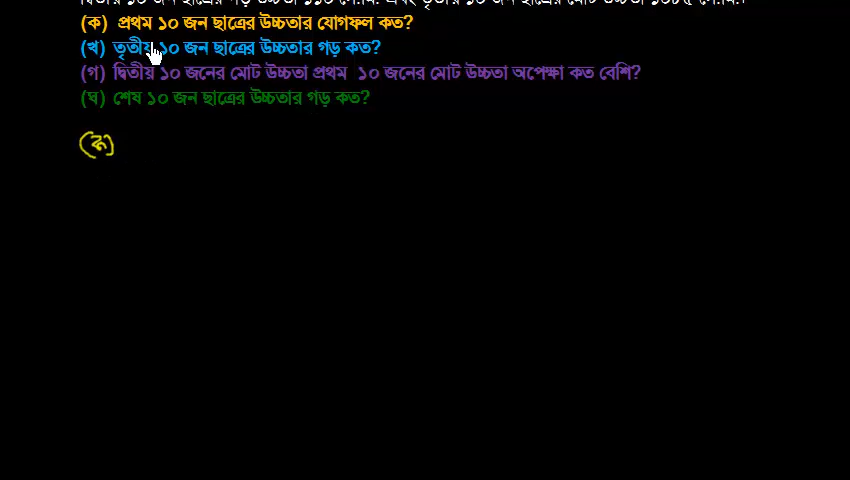 (ক) প্রথম ১০ জন ছাত্রের উচ্চতার যোগফল কত?
(খ) তৃতীয় ১০ জন ছাত্রের উচ্চতার গড় কত?
(গ) দ্বিতীয় ১০ জনের মোট উচ্চতা প্রথম ১০ জনের মোট উচ্চতা অপেক্ষা কত বেশি?
(ঘ) শেষ ১০ জন ছাত্রের উচ্চতার গড় কত?
(ক)